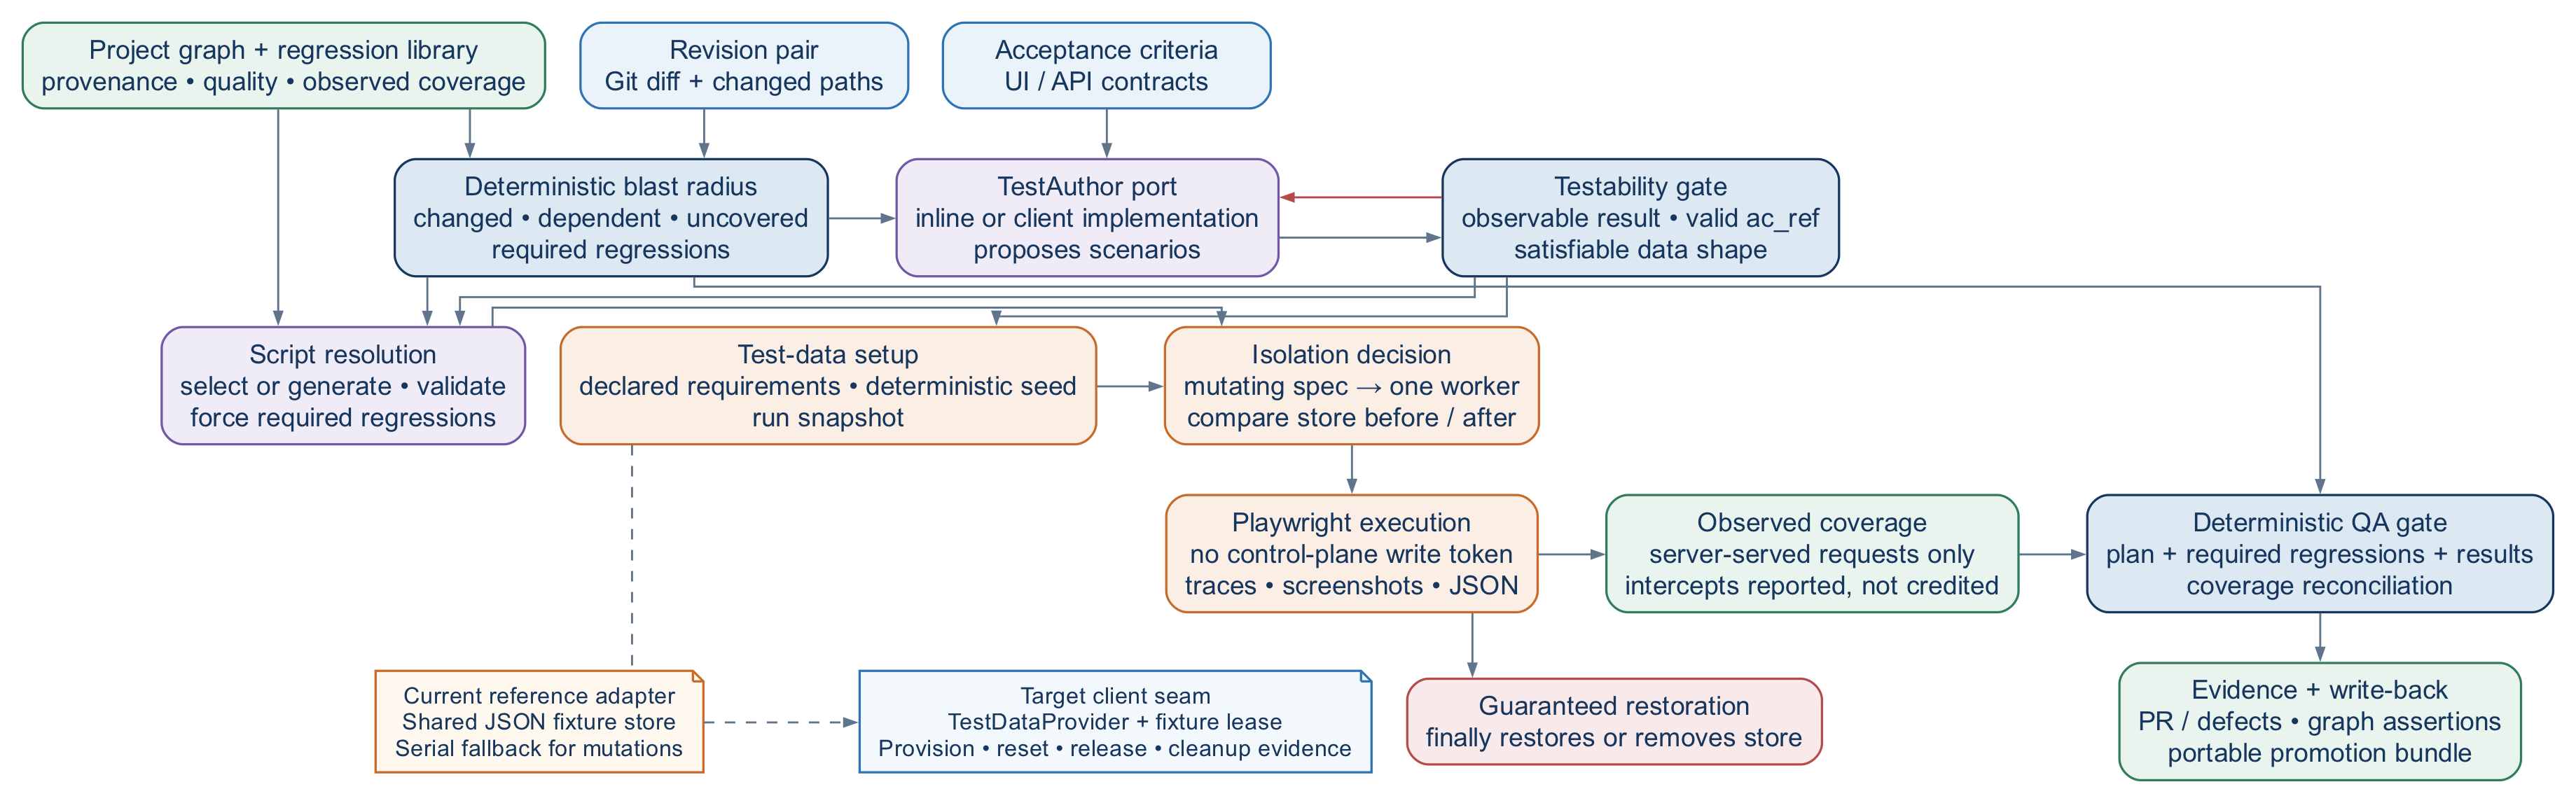 Project graph + regression library
provenance • quality • observed coverage
Revision pair
Git diff + changed paths
Acceptance criteria
UI / API contracts
Deterministic blast radius
changed • dependent • uncovered
required regressions
TestAuthor port
inline or client implementation
proposes scenarios
Testability gate
observable result • valid ac_ref
satisfiable data shape
Script resolution
select or generate • validate
force required regressions
Test-data setup
declared requirements • deterministic seed
run snapshot
Isolation decision
mutating spec → one worker
compare store before / after
Playwright execution
no control-plane write token
traces • screenshots • JSON
Observed coverage
server-served requests only
intercepts reported, not credited
Deterministic QA gate
plan + required regressions + results
coverage reconciliation
Current reference adapter
Shared JSON fixture store
Serial fallback for mutations
Target client seam
TestDataProvider + fixture lease
Provision • reset • release • cleanup evidence
Guaranteed restoration
finally restores or removes store
Evidence + write-back
PR / defects • graph assertions
portable promotion bundle